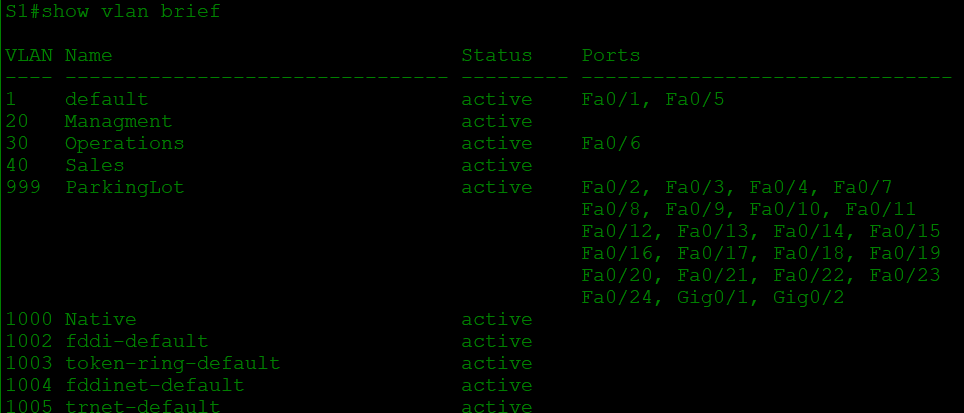 S1#show vlan brief
VLAN Name                             Status    Ports
---- -------------------------------- --------- -------------------------------
1    default                          active    Fa0/1, Fa0/5
20   Managment                        active
30   Operations                       active    Fa0/6
40   Sales                            active
999  ParkingLot                       active    Fa0/2, Fa0/3, Fa0/4, Fa0/7
                                                Fa0/8, Fa0/9, Fa0/10, Fa0/11
                                                Fa0/12, Fa0/13, Fa0/14, Fa0/15
                                                Fa0/16, Fa0/17, Fa0/18, Fa0/19
                                                Fa0/20, Fa0/21, Fa0/22, Fa0/23
                                                Fa0/24, Gig0/1, Gig0/2
1000 Native                           active
1002 fddi-default                     active
1003 token-ring-default               active
1004 fddinet-default                  active
1005 trnet-default                    active